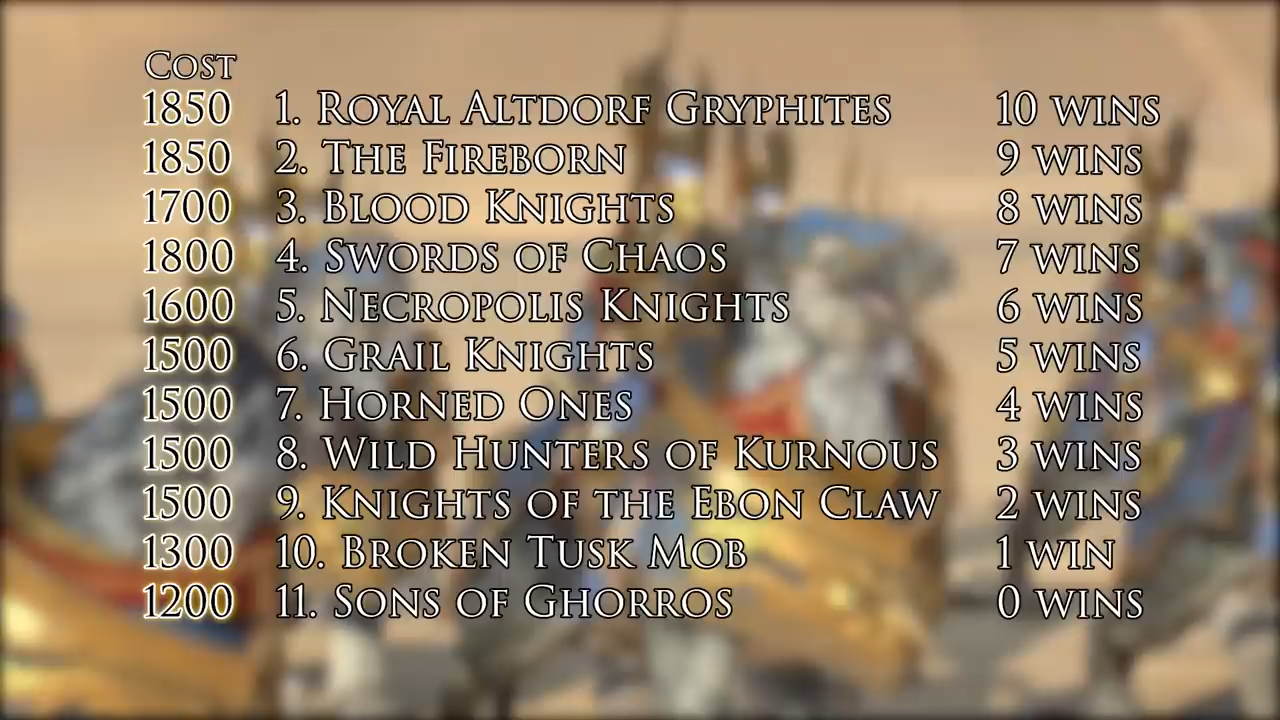 Cost
1850 1. Royal Altdorf Gryphites 10 wins
1850 2. The Fireborn 9 wins
1700 3. Blood Knights 8 wins
1800 4. Swords of Chaos 7 wins
1600 5. Necropolis Knights 6 wins
1500 6. Grail Knights 5 wins
1500 7. Horned Ones 4 wins
1500 8. Wild Hunters of Kurnous 3 wins
1500 9. Knights of the Ebon Claw 2 wins
1300 10. Broken Tusk Mob 1 win
1200 11. Sons of Ghorros 0 wins